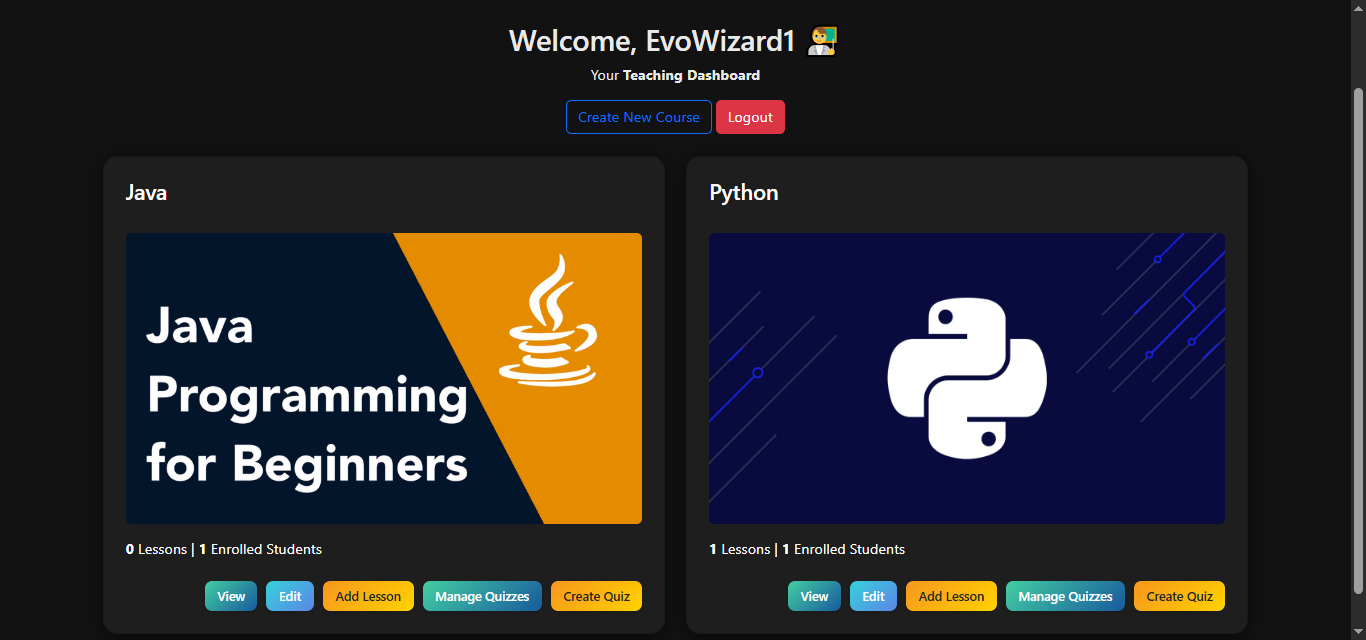 Welcome, EvoWizard1
Your Teaching Dashboard
Create New Course Logout
Java
Java
Programming
for Beginners
0 Lessons | 1 Enrolled Students
View Edit Add Lesson Manage Quizzes Create Quiz
Python
1 Lessons | 1 Enrolled Students
View Edit Add Lesson Manage Quizzes Create Quiz